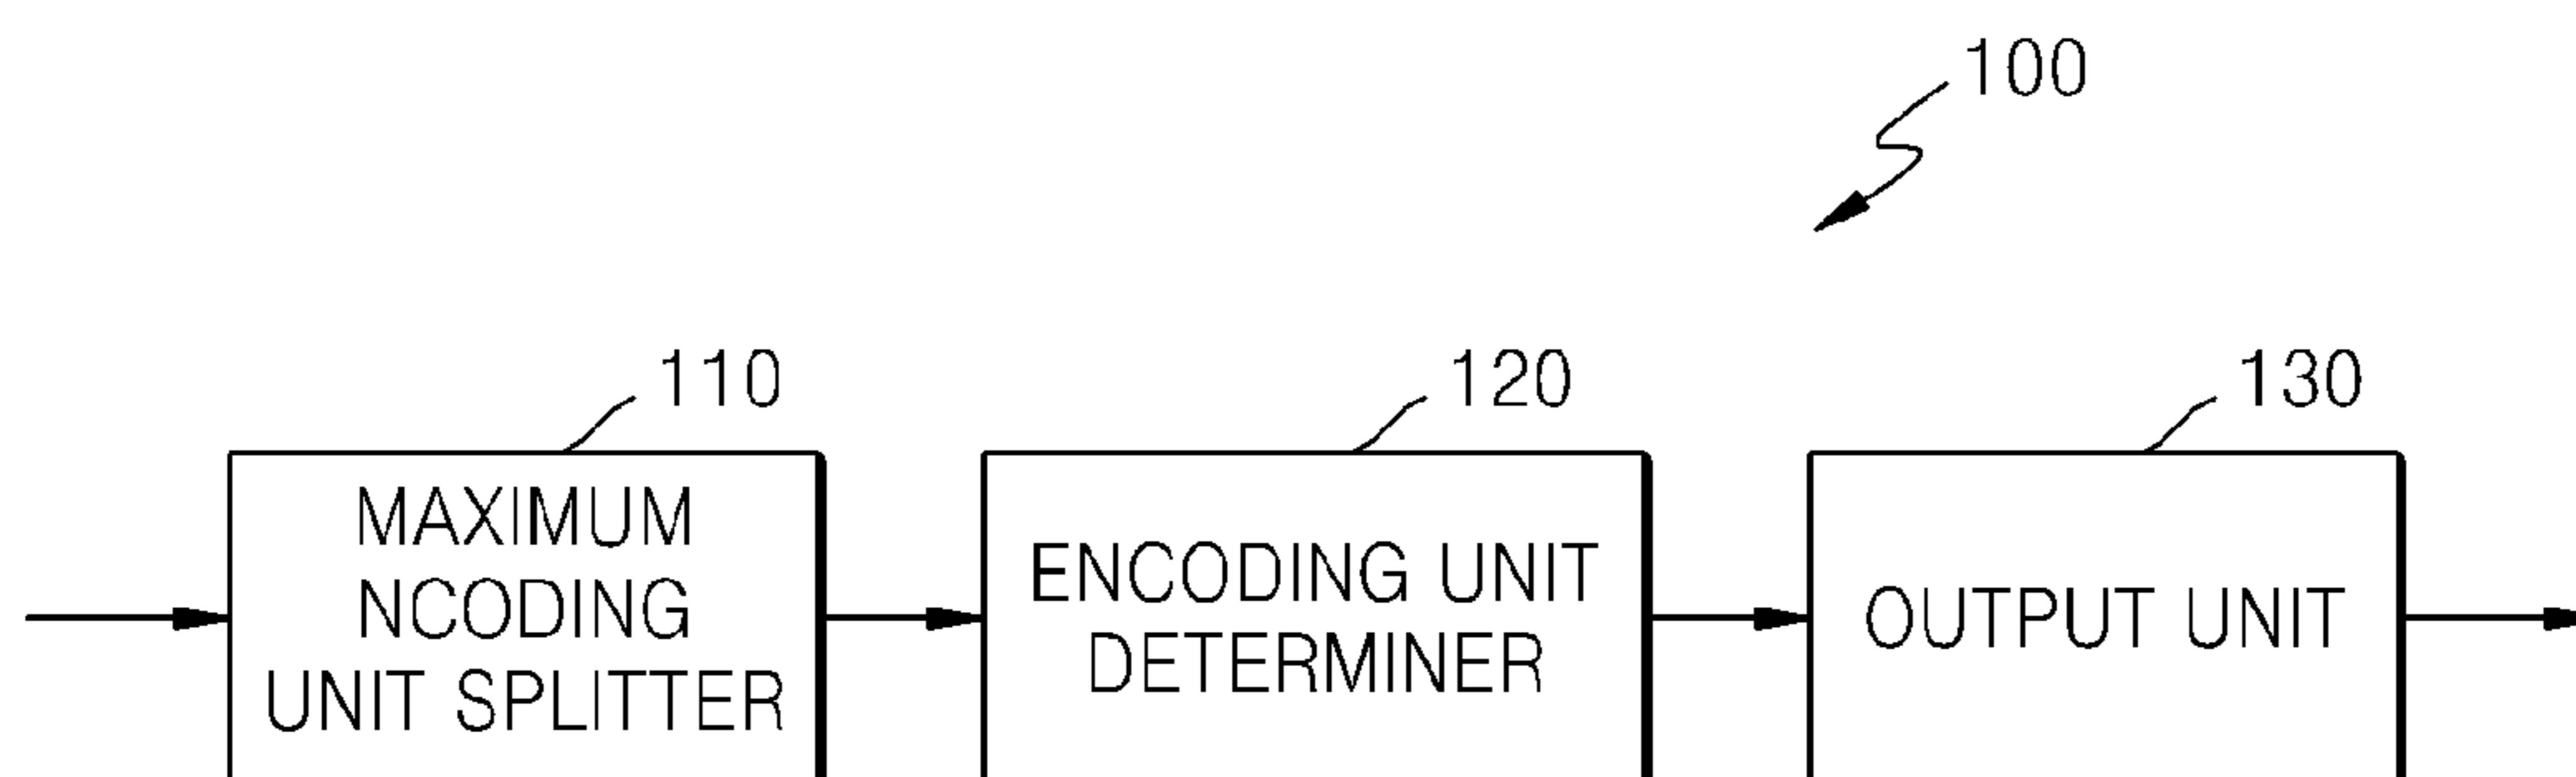 100
110
120
130
MAXIMUM
NCODING
UNIT SPLITTER
ENCODING UNIT
DETERMINER
OUTPUT UNIT